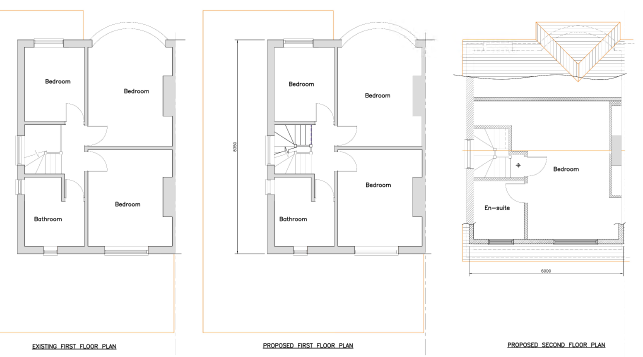 Bedroom
Bedroom
Bedroom
Bathroom
EXISTING FIRST FLOOR PLAN
Bedroom
Bedroom
Bedroom
Bathroom
PROPOSED FIRST FLOOR PLAN
Bedroom
En-suite
6000
PROPOSED SECOND FLOOR PLAN